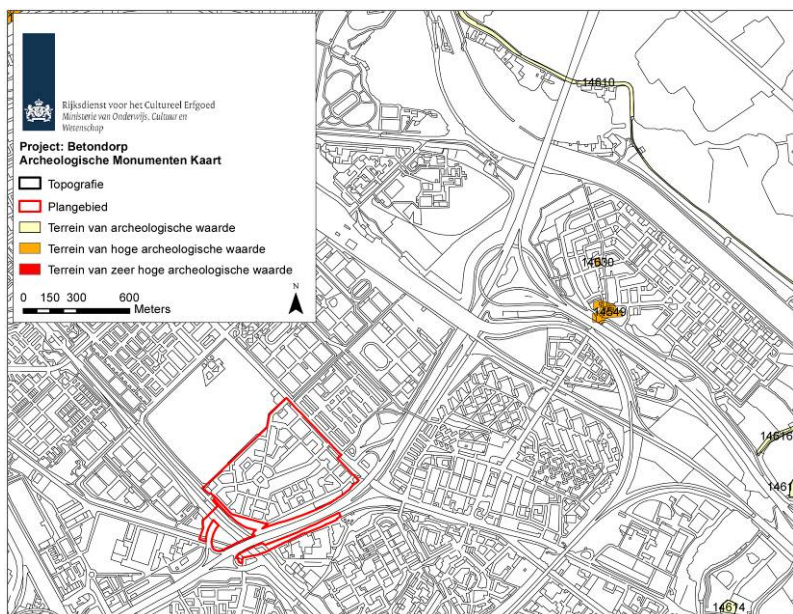 Rijksdienst voor het Cultureel Erfgoed
Ministerie van Onderwijs, Cultuur en
Wetenschap
Project: Betondorp
Archeologische Monumenten Kaart
Topografie
Plangebied
Terrein van archeologische waarde
Terrein van hoge archeologische waarde
Terrein van zeer hoge archeologische waarde
0 150 300 600
Meters
N
14610
14630
14549
14616
1461
14614